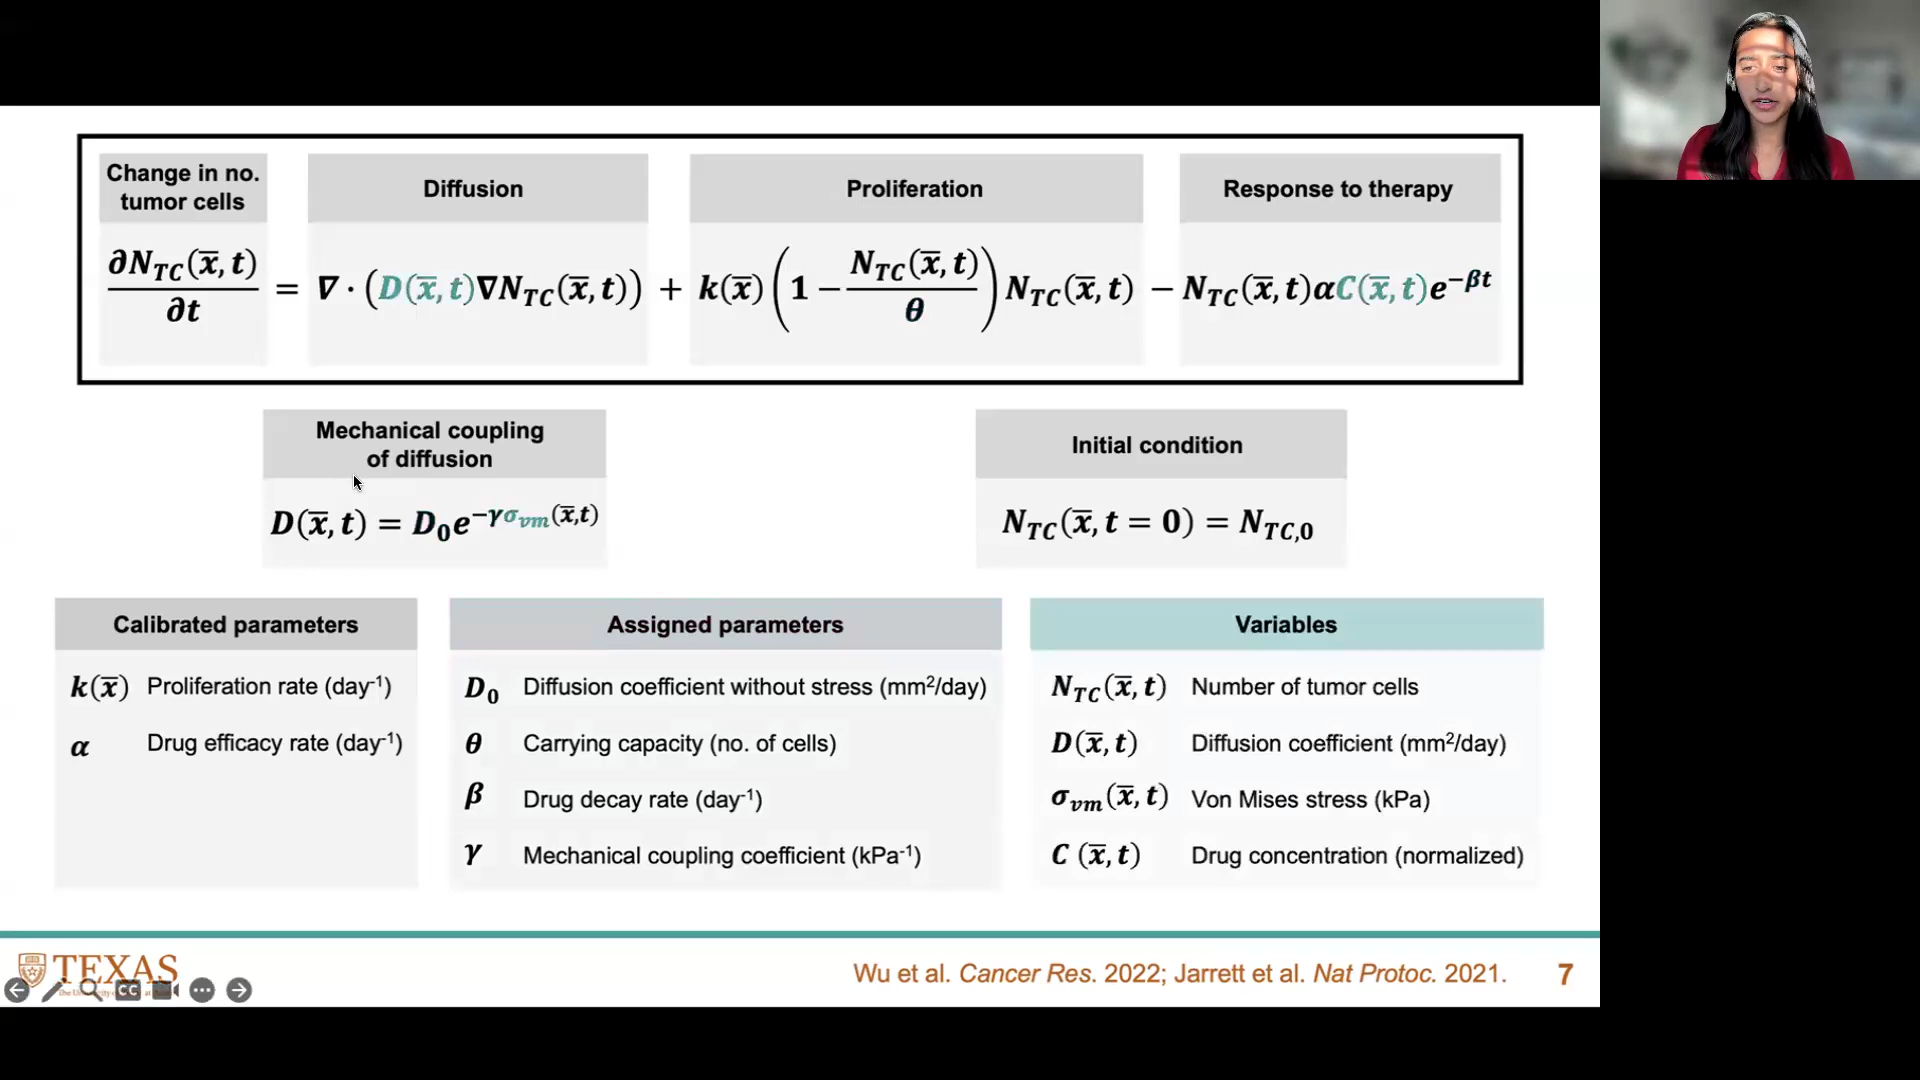 Change in no.
tumor cells
Diffusion
Proliferation
Response to therapy
∂N_TC(x̅, t)/∂t = ∇ · (D(x̅, t)∇N_TC(x̅, t)) + k(x̅)(1 − N_TC(x̅, t)/θ)N_TC(x̅, t) − N_TC(x̅, t)αC(x̅, t)e^−βt
Mechanical coupling
of diffusion
D(x̅, t) = D₀e^−γσ_vm(x̅,t)
Initial condition
N_TC(x̅, t = 0) = N_TC,0
Calibrated parameters
k(x̅) Proliferation rate (day⁻¹)
α Drug efficacy rate (day⁻¹)
Assigned parameters
D₀ Diffusion coefficient without stress (mm²/day)
θ Carrying capacity (no. of cells)
β Drug decay rate (day⁻¹)
γ Mechanical coupling coefficient (kPa⁻¹)
Variables
N_TC(x̅, t) Number of tumor cells
D(x̅, t) Diffusion coefficient (mm²/day)
σ_vm(x̅, t) Von Mises stress (kPa)
C (x̅, t) Drug concentration (normalized)
TEXAS
CC
Wu et al. Cancer Res. 2022; Jarrett et al. Nat Protoc. 2021.
7